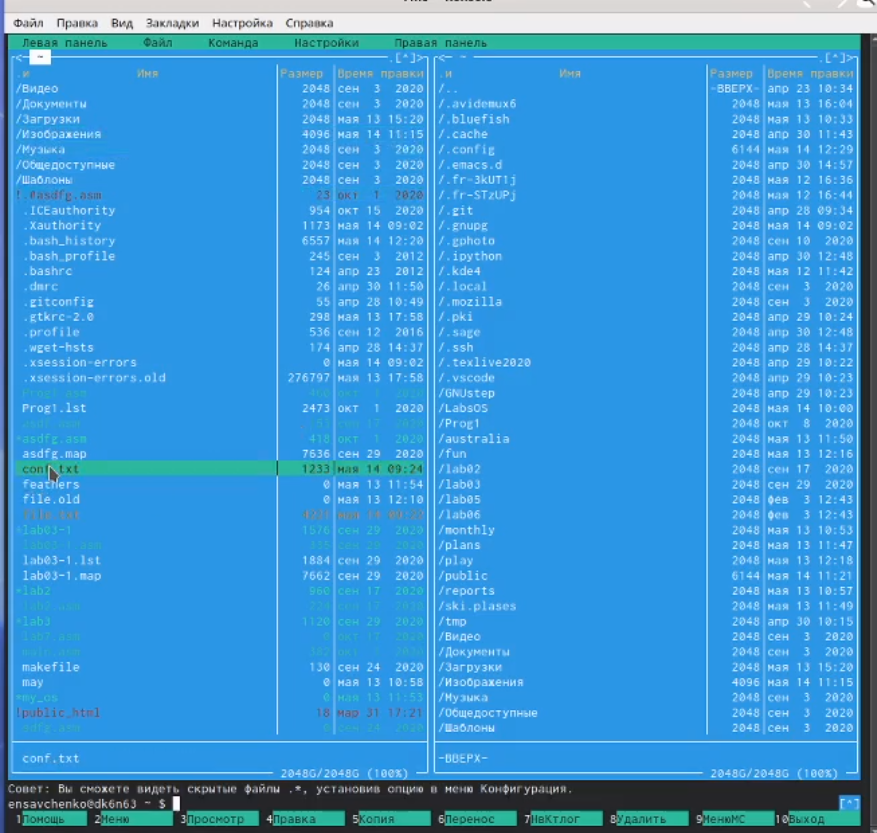 Файл Правка Вид Закладки Настройка Справка
Левая панель Файл Команда Настройки Правая панель
<─ ~ .[^]>
.и Имя Размер Время правки
/Видео 2048 сен 3 2020
/Документы 2048 сен 3 2020
/Загрузки 2048 мая 13 15:20
/Изображения 4096 мая 14 11:15
/Музыка 2048 сен 3 2020
/Общедоступные 2048 сен 3 2020
/Шаблоны 2048 сен 3 2020
!.#asdfg.asm 23 окт 1 2020
.ICEauthority 954 окт 15 2020
.Xauthority 1173 мая 14 09:02
.bash_history 6557 мая 14 12:20
.bash_profile 245 сен 3 2012
.bashrc 124 апр 23 2012
.dmrc 26 апр 30 11:50
.gitconfig 55 апр 28 10:49
.gtkrc-2.0 298 мая 13 17:58
.profile 536 сен 12 2016
.wget-hsts 174 апр 28 14:37
.xsession-errors 0 мая 14 09:02
.xsession-errors.old 276797 мая 13 17:58
Prog1.lst 2473 окт 1 2020
*asdfg.asm 418 окт 1 2020
asdfg.map 7636 сен 29 2020
conf.txt 1233 мая 14 09:24
feathers 0 мая 13 11:54
file.old 0 мая 13 12:10
file.txt мая 14 09:22
*lab03-1 1576 сен 29 2020
lab03-1.asm сен 29 2020
lab03-1.lst 1884 сен 29 2020
lab03-1.map 7662 сен 29 2020
*lab2 960 сен 17 2020
lab2.asm сен 17 2020
*lab3 1120 сен 29 2020
makefile 130 сен 24 2020
may 0 мая 13 10:58
*my_os 0 мая 13 11:53
!public_html 18 мар 31 17:21
conf.txt
2048G/2048G (100%)
<─ ~ .[^]>
.и Имя Размер Время правки
/.. -ВВЕРХ- апр 23 10:34
/.avidemux6 2048 мая 13 16:04
/.bluefish 2048 мая 13 10:33
/.cache 2048 апр 30 11:43
/.config 6144 мая 14 12:29
/.emacs.d 2048 апр 30 14:57
/.fr-3kUT1j 2048 мая 12 16:36
/.fr-STzUPj 2048 мая 12 16:44
/.git 2048 апр 28 09:34
/.gnupg 2048 мая 14 09:02
/.gphoto 2048 сен 10 2020
/.ipython 2048 апр 30 12:48
/.kde4 2048 мая 12 11:42
/.local 2048 сен 3 2020
/.mozilla 2048 сен 3 2020
/.pki 2048 апр 29 10:24
/.sage 2048 апр 30 12:48
/.ssh 2048 апр 28 14:37
/.texlive2020 2048 апр 29 10:22
/.vscode 2048 апр 29 10:23
/GNUstep 2048 апр 29 10:23
/LabsOS 2048 мая 14 10:00
/Prog1 2048 окт 8 2020
/australia 2048 мая 13 11:50
/fun 2048 мая 13 12:16
/lab02 2048 сен 17 2020
/lab03 2048 сен 29 2020
/lab05 2048 фев 3 12:43
/lab06 2048 фев 3 12:43
/monthly 2048 мая 13 10:53
/plans 2048 мая 13 11:47
/play 2048 мая 13 12:18
/public 6144 мая 14 11:21
/reports 2048 мая 13 10:57
/ski.plases 2048 мая 13 11:49
/tmp 2048 апр 30 10:15
/Видео 2048 сен 3 2020
/Документы 2048 сен 3 2020
/Загрузки 2048 мая 13 15:20
/Изображения 4096 мая 14 11:15
/Музыка 2048 сен 3 2020
/Общедоступные 2048 сен 3 2020
/Шаблоны 2048 сен 3 2020
-ВВЕРХ-
2048G/2048G (100%)
Совет: Вы сможете видеть скрытые файлы .*, установив опцию в меню Конфигурация.
ensavchenko@dk6n63 ~ $ [^]
1Помощь 2Меню 3Просмотр 4Правка 5Копия 6Перенос 7НвКтлог 8Удалить 9МенюMC 10Выход